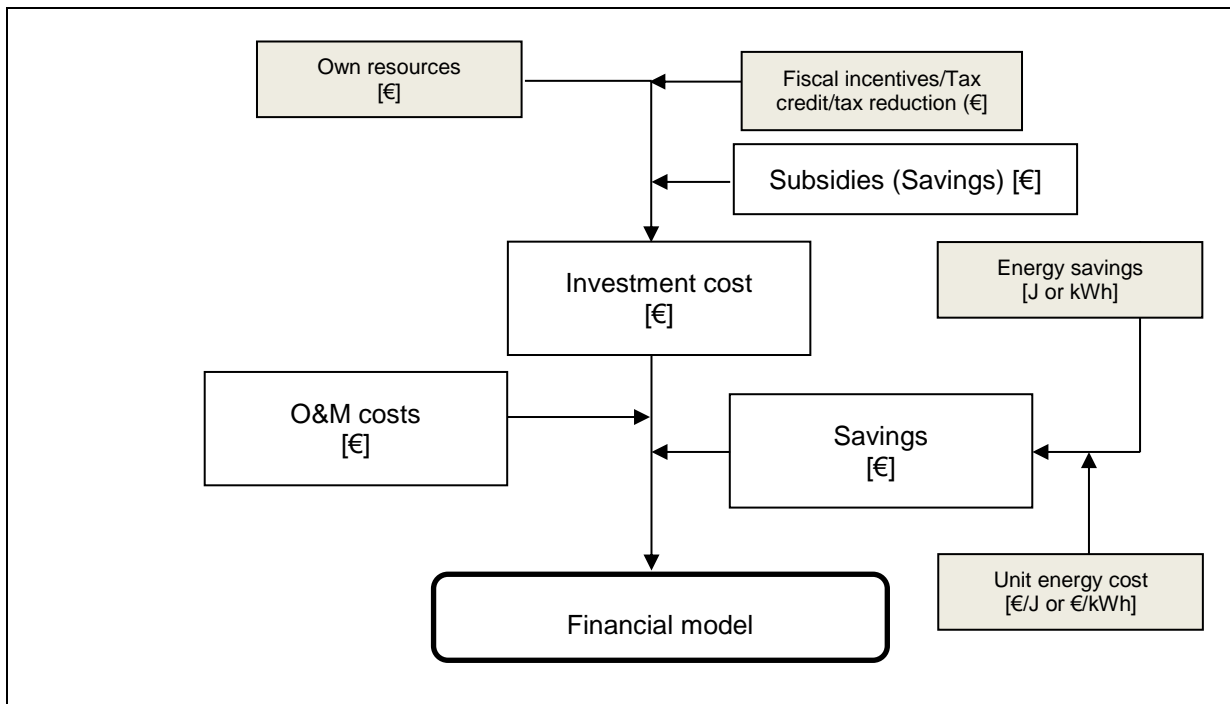 Own resources
[€]
Fiscal incentives/Tax
credit/tax reduction (€]
Subsidies (Savings) [€]
Investment cost
[€]
Energy savings
[J or kWh]
O&M costs
[€]
Savings
[€]
Unit energy cost
[€/J or €/kWh]
Financial model